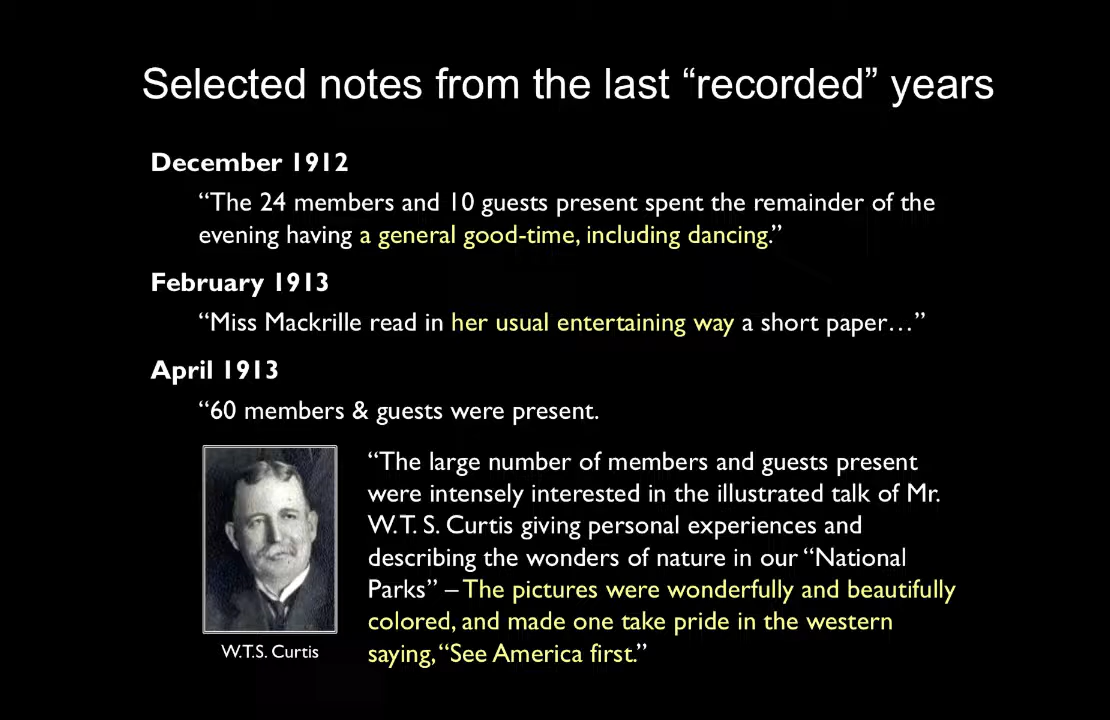 Selected notes from the last “recorded” years
December 1912
“The 24 members and 10 guests present spent the remainder of the
evening having a general good-time, including dancing.”
February 1913
“Miss Mackrille read in her usual entertaining way a short paper…”
April 1913
“60 members & guests were present.
“The large number of members and guests present
were intensely interested in the illustrated talk of Mr.
W. T. S. Curtis giving personal experiences and
describing the wonders of nature in our “National
Parks” – The pictures were wonderfully and beautifully
colored, and made one take pride in the western
saying, “See America first.”
W.T.S. Curtis